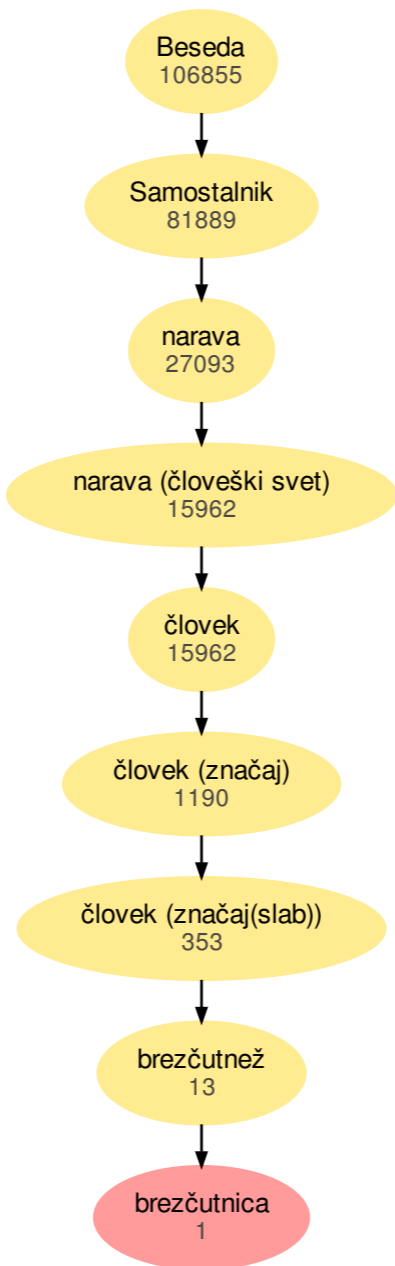 Beseda
106855
Samostalnik
81889
narava
27093
narava (človeški svet)
15962
človek
15962
človek (značaj)
1190
človek (značaj(slab))
353
brezčutnež
13
brezčutnica
1